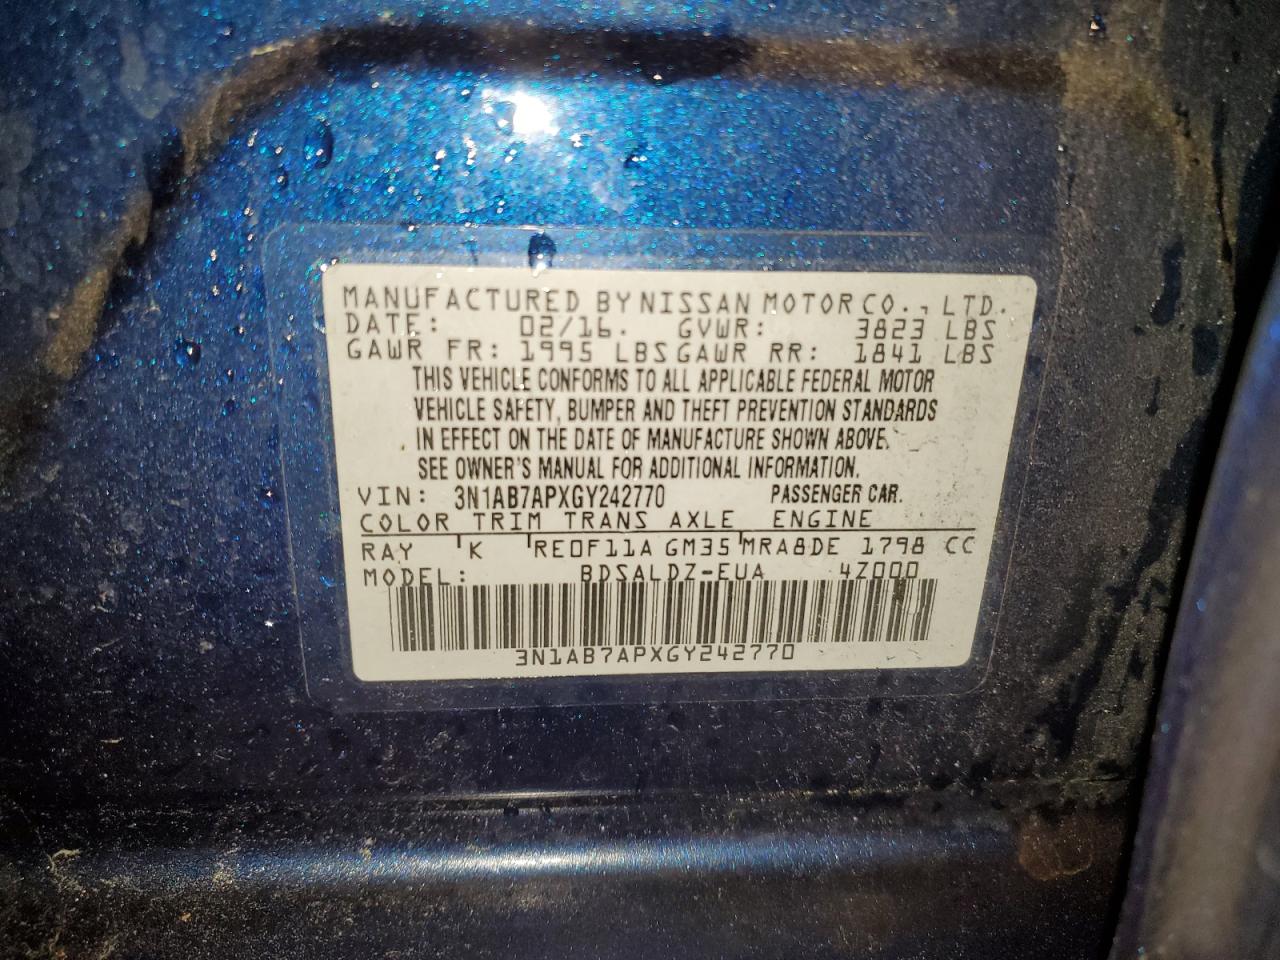 MANUFACTURED BY NISSAN MOTOR CO., LTD.
DATE: 02/16. GVWR: 3823 LBS
GAWR FR: 1995 LBS GAWR RR: 1841 LBS
THIS VEHICLE CONFORMS TO ALL APPLICABLE FEDERAL MOTOR
VEHICLE SAFETY, BUMPER AND THEFT PREVENTION STANDARDS
IN EFFECT ON THE DATE OF MANUFACTURE SHOWN ABOVE.
SEE OWNER'S MANUAL FOR ADDITIONAL INFORMATION.
VIN: 3N1AB7APXGY242770 PASSENGER CAR.
COLOR TRIM TRANS AXLE ENGINE
RAY K RE0F11A GM35 MRA8DE 1798 CC
MODEL: BDSALDZ-EUA 4Z000
3N1AB7APXGY242770